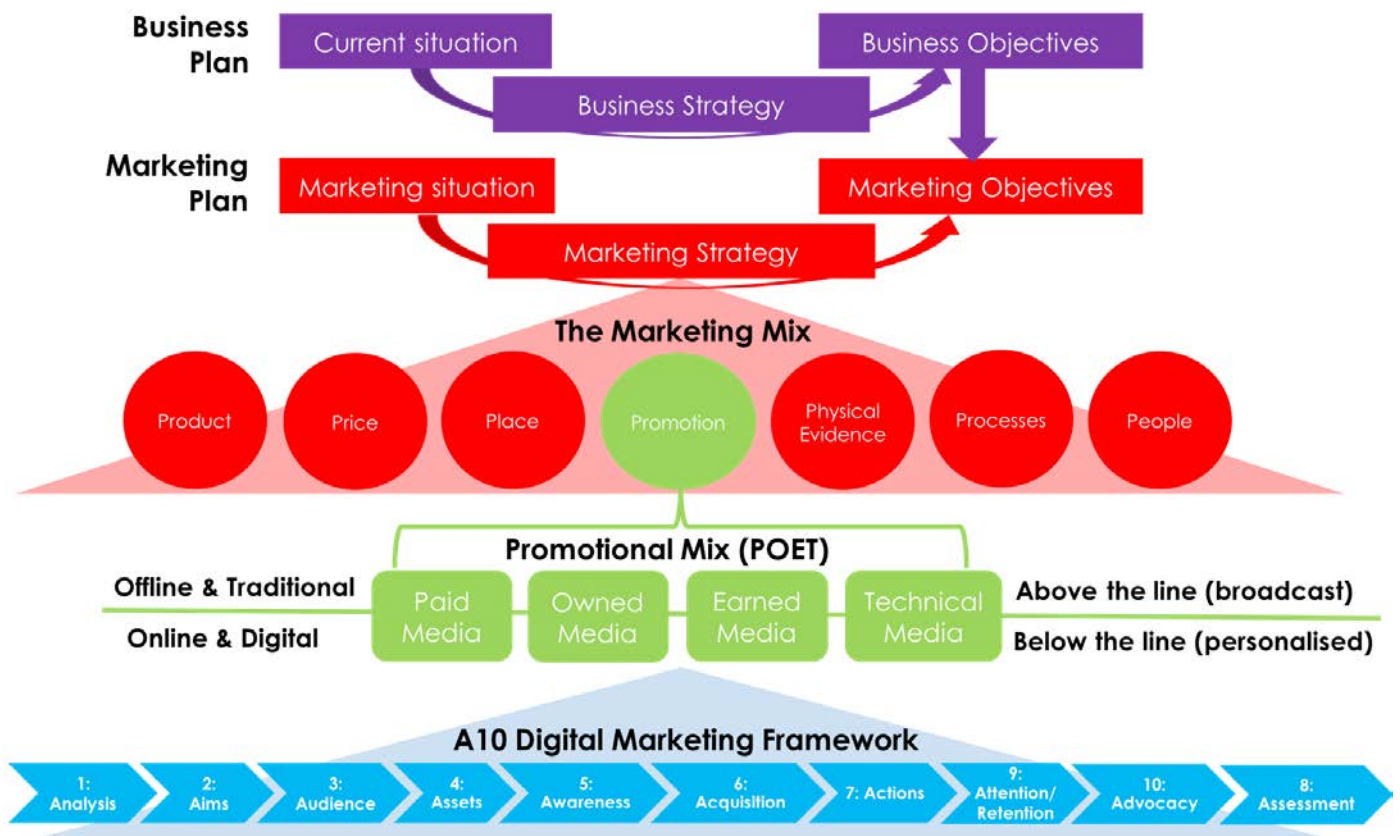 Business
Plan
Current situation
Business Objectives
Business Strategy
Marketing
Plan
Marketing situation
Marketing Objectives
Marketing Strategy
The Marketing Mix
Product
Price
Place
Promotion
Physical
Evidence
Processes
People
Promotional Mix (POET)
Offline & Traditional
Online & Digital
Paid
Media
Owned
Media
Earned
Media
Technical
Media
Above the line (broadcast)
Below the line (personalised)
A10 Digital Marketing Framework
1:
Analysis
2:
Aims
3:
Audience
4:
Assets
5:
Awareness
6:
Acquisition
7: Actions
9:
Attention/
Retention
10:
Advocacy
8:
Assessment